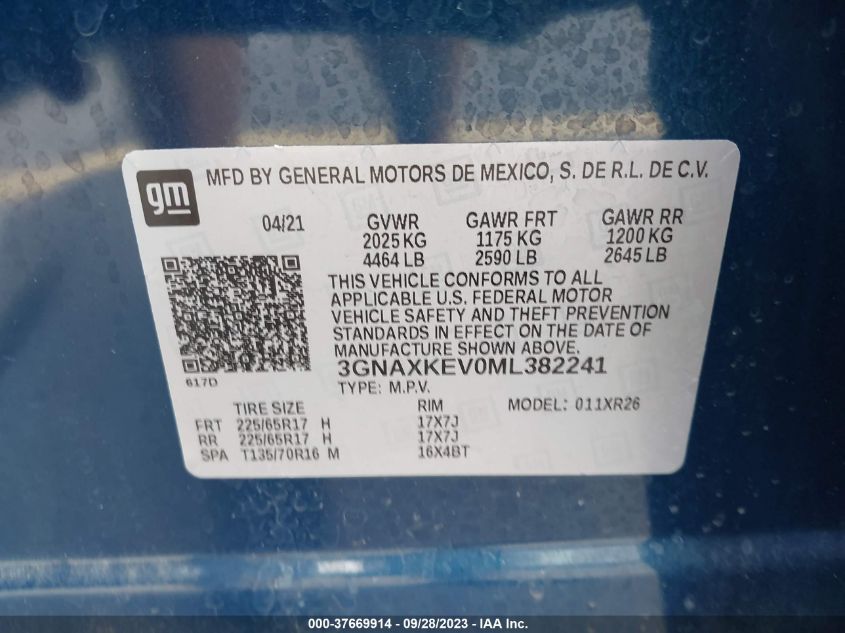 gm
MFD BY GENERAL MOTORS DE MEXICO, S. DE R.L. DE C.V.
04/21 GVWR GAWR FRT GAWR RR
2025 KG 1175 KG 1200 KG
4464 LB 2590 LB 2645 LB
THIS VEHICLE CONFORMS TO ALL
APPLICABLE U.S. FEDERAL MOTOR
VEHICLE SAFETY AND THEFT PREVENTION
STANDARDS IN EFFECT ON THE DATE OF
MANUFACTURE SHOWN ABOVE.
617D
3GNAXKEV0ML382241
TYPE: M.P.V.
TIRE SIZE RIM MODEL: 011XR26
FRT 225/65R17 H 17X7J
RR 225/65R17 H 17X7J
SPA T135/70R16 M 16X4BT
000-37669914 - 09/28/2023 - IAA Inc.